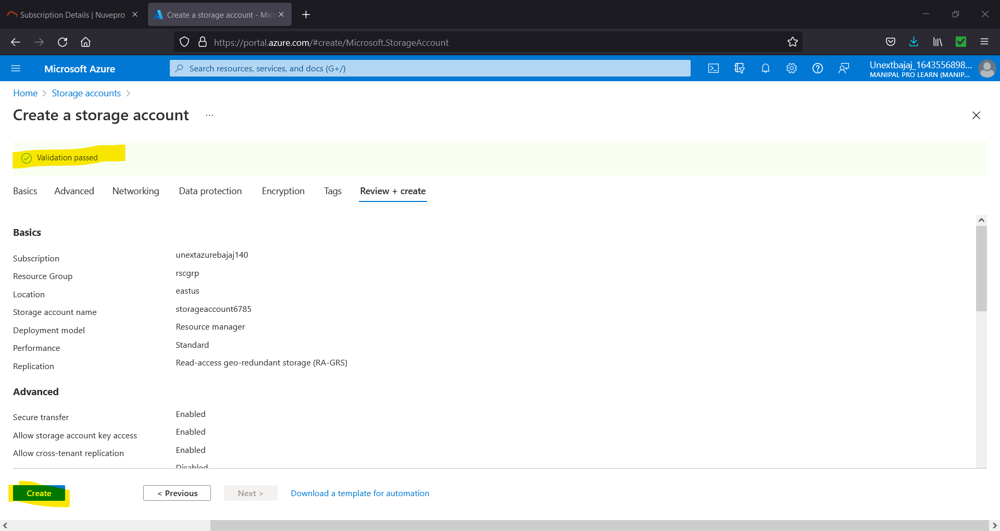 Subscription Details | Nuvepro
Create a storage account - Micr
https://portal.azure.com/#create/Microsoft.StorageAccount
Microsoft Azure
Search resources, services, and docs (G+/)
Unextbajaj_1643556898...
MANIPAL PRO LEARN (MANIP...
Home > Storage accounts >
Create a storage account ...
Validation passed
Basics Advanced Networking Data protection Encryption Tags Review + create
Basics
Subscription unextazurebajaj140
Resource Group rscgrp
Location eastus
Storage account name storageaccount6785
Deployment model Resource manager
Performance Standard
Replication Read-access geo-redundant storage (RA-GRS)
Advanced
Secure transfer Enabled
Allow storage account key access Enabled
Allow cross-tenant replication Enabled
Disabled
Create < Previous Next > Download a template for automation